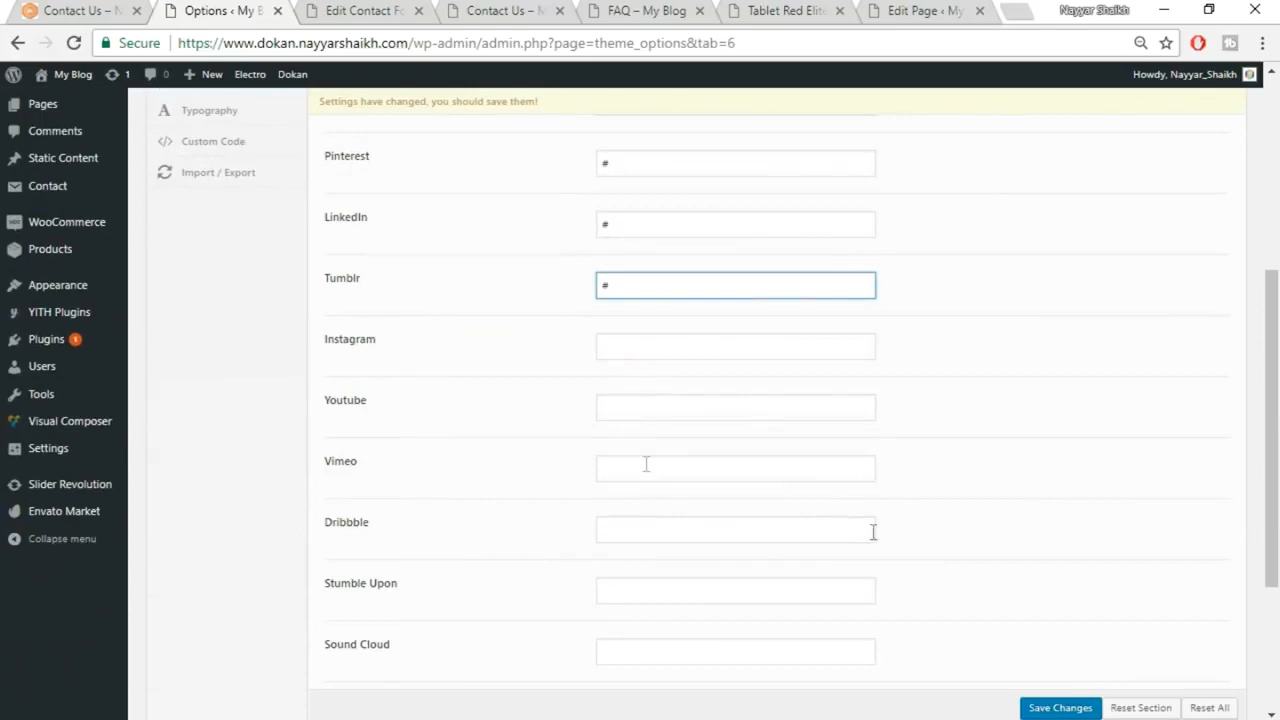 Contact Us – M
Options ‹ My B
Edit Contact Fo
Contact Us – M
FAQ – My Blog
Tablet Red Elite
Edit Page ‹ My
Nayyar Shaikh
Secure
https://www.dokan.nayyarshaikh.com/wp-admin/admin.php?page=theme_options&tab=6
My Blog
1
0
New
Electro
Dokan
Howdy, Nayyar_Shaikh
Pages
Comments
Static Content
Contact
WooCommerce
Products
Appearance
YITH Plugins
Plugins 1
Users
Tools
Visual Composer
Settings
Slider Revolution
Envato Market
Collapse menu
Typography
Custom Code
Import / Export
Settings have changed, you should save them!
Pinterest
#
LinkedIn
#
Tumblr
#
Instagram
Youtube
Vimeo
Dribbble
Stumble Upon
Sound Cloud
Save Changes
Reset Section
Reset All